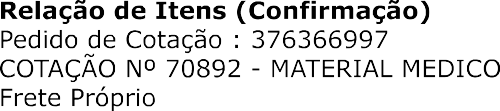 Relação de Itens (Confirmação)
Pedido de Cotação : 376366997
COTAÇÃO Nº 70892 - MATERIAL MEDICO
Frete Próprio